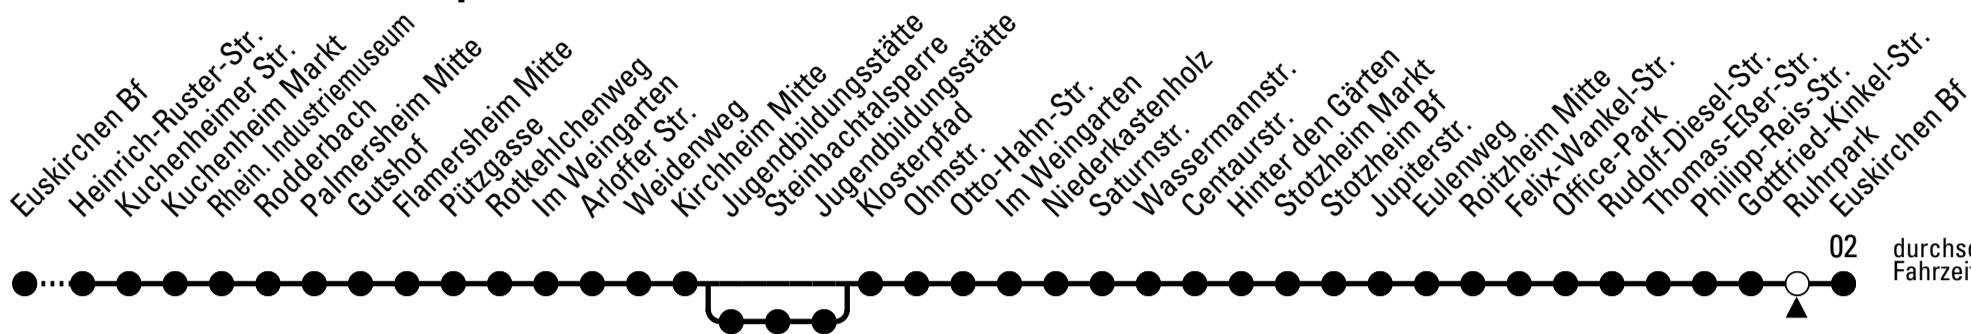 Euskirchen Bf
Heinrich-Ruster-Str.
Kuchenheimer Str.
Kuchenheim Markt
Rhein. Industriemuseum
Rodderbach
Palmersheim Mitte
Gutshof
Flamersheim Mitte
Pützgasse
Rotkehlchenweg
Im Weingarten
Arloffer Str.
Weidenweg
Kirchheim Mitte
Jugendbildungsstätte
Steinbachtalsperre
Jugendbildungsstätte
Klosterpfad
Ohmstr.
Otto-Hahn-Str.
Im Weingarten
Niederkastenholz
Saturnstr.
Wassermannstr.
Centaurstr.
Hinter den Gärten
Stotzheim Markt
Stotzheim Bf
Jupiterstr.
Eulenweg
Roitzheim Mitte
Felix-Wankel-Str.
Office-Park
Rudolf-Diesel-Str.
Thomas-Eßer-Str.
Philipp-Reis-Str.
Gottfried-Kinkel-Str.
Ruhrpark
Euskirchen Bf
02